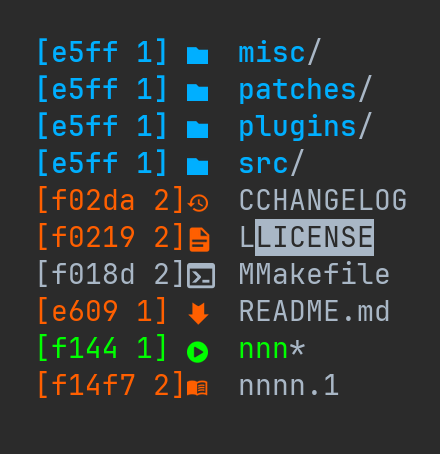 [e5ff 1] misc/
[e5ff 1] patches/
[e5ff 1] plugins/
[e5ff 1] src/
[f02da 2] CCHANGELOG
[f0219 2] LLICENSE
[f018d 2] MMakefile
[e609 1] README.md
[f144 1] nnn*
[f14f7 2] nnnn.1